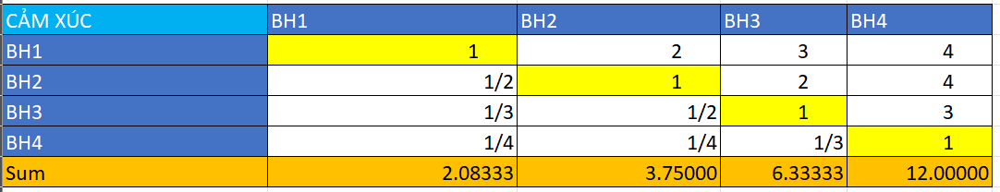 CẢM XÚC BH1 BH2 BH3 BH4
BH1 1 2 3 4
BH2 1/2 1 2 4
BH3 1/3 1/2 1 3
BH4 1/4 1/4 1/3 1
Sum 2.08333 3.75000 6.33333 12.00000